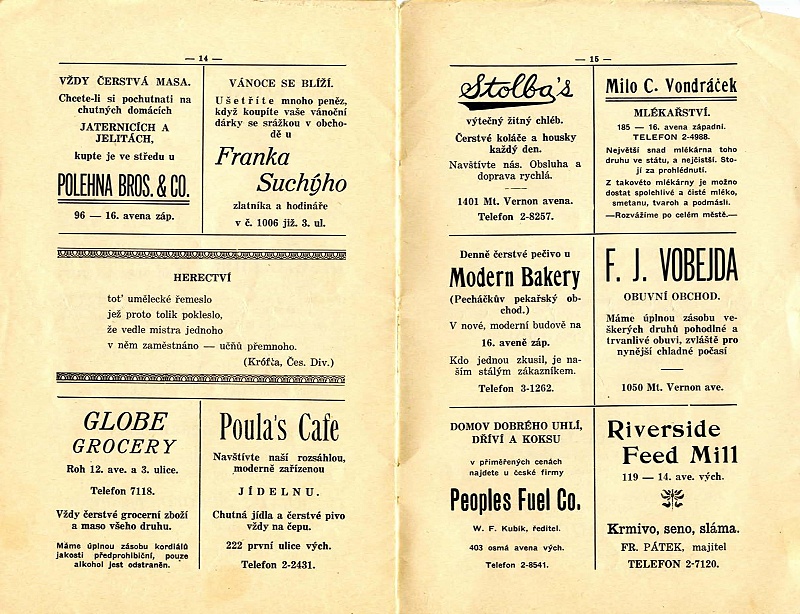 — 14 —
VŽDY ČERSTVÁ MASA.
Chcete-li si pochutnati na
chutných domácích
JATERNICÍCH A
JELITÁCH,
kupte je ve středu u
POLEHNA BROS. & CO.
96 — 16. avena záp.
VÁNOCE SE BLÍŽÍ.
Ušetříte mnoho peněz,
když koupíte vaše vánoční
dárky se srážkou v obcho-
dě u
Franka
Suchýho
zlatníka a hodináře
v č. 1006 již. 3. ul.
HERECTVÍ
tot' umělecké řemeslo
jež proto tolik pokleslo,
že vedle mistra jednoho
v něm zaměstnáno — učňů přemnoho.
(Krófta, Čes. Div.)
GLOBE
GROCERY
Roh 12. ave. a 3. ulice.
Telefon 7118.
Vždy čerstvé grocerní zboží
a maso všeho druhu.
Máme úplnou zásobu kordiálů
jakosti předprohibiční, pouze
alkohol jest odstraněn.
Poula's Cafe
Navštivte naší rozsáhlou,
moderně zařízenou
JÍDELNU.
Chutná jídla a čerstvé pivo
vždy na čepu.
222 první ulice vých.
Telefon 2-2431.
— 15 —
Stolba's
výtečný žitný chléb.
Čerstvé koláče a housky
každý den.
Navštivte nás. Obsluha a
doprava rychlá.
1401 Mt. Vernon avena.
Telefon 2-8257.
Milo C. Vondráček
MLÉKAŘSTVÍ.
185 — 16. avena západní.
TELEFON 2-4988.
Největší snad mlékárna toho
druhu ve státu, a nejčistší. Sto-
jí za prohlédnutí.
Z takovéto mlékárny je možno
dostat spolehlivé a čisté mléko,
smetanu, tvaroh a podmásli.
—Rozvážíme po celém městě.—
Denně čerstvé pečivo u
Modern Bakery
(Pecháčkův pekařský ob-
chod.)
V nové, moderní budově na
16. aveně záp.
Kdo jednou zkusil, je na-
ším stálým zákazníkem.
Telefon 3-1262.
F. J. VOBEJDA
OBUVNÍ OBCHOD.
Máme úplnou zásobu ve-
škerých druhů pohodlné a
trvanlivé obuvi, zvláště pro
nynější chladné počasí
1050 Mt. Vernon ave.
DOMOV DOBRÉHO UHLÍ,
DŘÍVÍ A KOKSU
v přiměřených cenách
najdete u české firmy
Peoples Fuel Co.
W. F. Kubík, ředitel.
403 osmá avena vých.
Telefon 2-8541.
Riverside
Feed Mill
119 — 14. ave. vých.
Krmivo, seno, sláma.
FR. PÁTEK, majitel
TELEFON 2-7120.